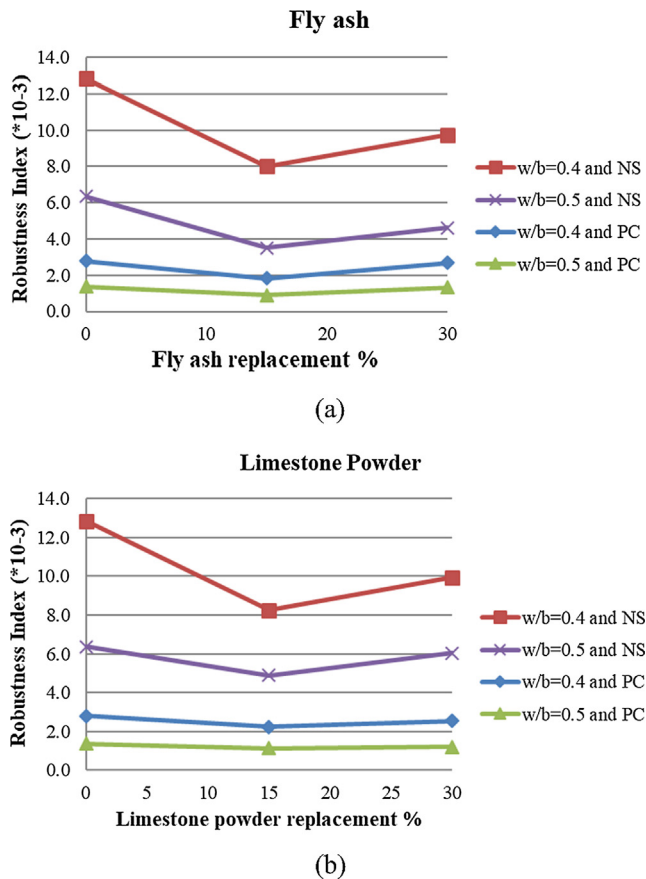 Fly ash
Robustness Index (*10-3)
14.0
12.0
10.0
8.0
6.0
4.0
2.0
0.0
0 10 20 30
Fly ash replacement %
w/b=0.4 and NS
w/b=0.5 and NS
w/b=0.4 and PC
w/b=0.5 and PC
(a)
Limestone Powder
Robustness Index (*10-3)
14.0
12.0
10.0
8.0
6.0
4.0
2.0
0.0
0 5 10 15 20 25 30
Limestone powder replacement %
w/b=0.4 and NS
w/b=0.5 and NS
w/b=0.4 and PC
w/b=0.5 and PC
(b)